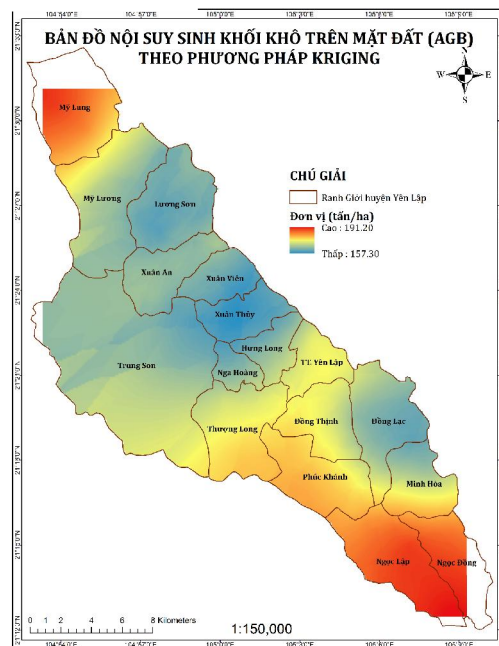 BẢN ĐỒ NỘI SUY SINH KHỐI KHÔ TRÊN MẶT ĐẤT (AGB)
THEO PHƯƠNG PHÁP KRIGING
N
W E
S
Mỹ Lung
CHÚ GIẢI
Ranh Giới huyện Yên Lập
Đơn vị (tấn/ha)
Cao : 191.20
Thấp : 157.30
Mỹ Lương
Lương Sơn
Xuân An
Xuân Viên
Xuân Thủy
Hưng Long
Trung Sơn
Nga Hoàng
TT. Yên Lập
Thượng Long
Đồng Thịnh
Đồng Lạc
Phúc Khánh
Minh Hòa
Ngọc Lập
Ngọc Đồng
0 1 2 4 6 8 Kilometers
1:150,000